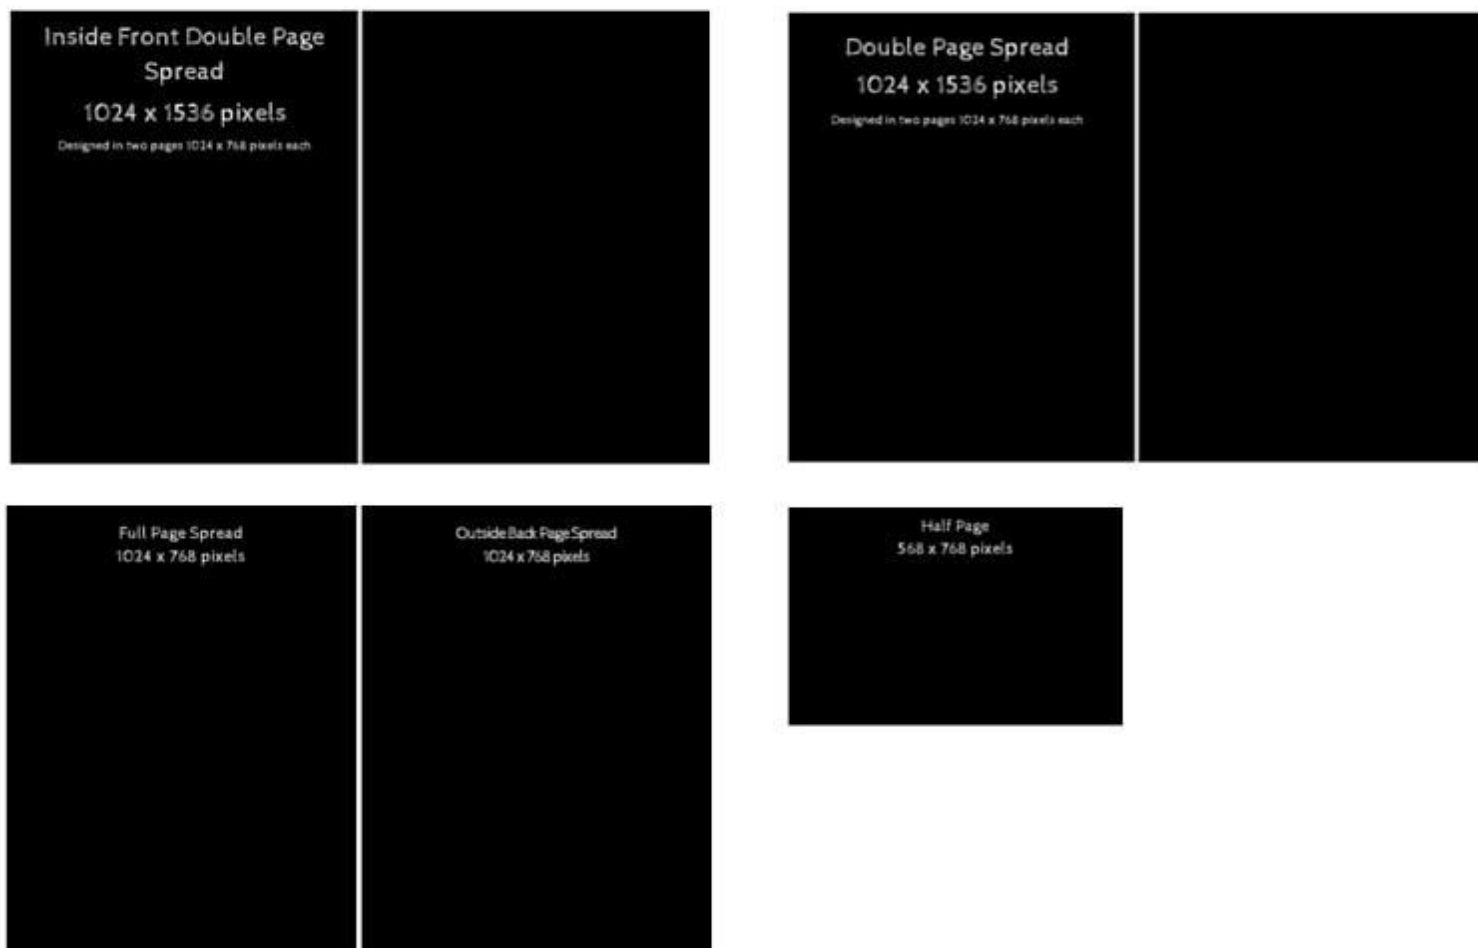 Inside Front Double Page
Spread
1024 x 1536 pixels
Designed in two pages 1024 x 768 pixels each
Double Page Spread
1024 x 1536 pixels
Designed in two pages 1024 x 768 pixels each
Full Page Spread
1024 x 768 pixels
Outside Back Page Spread
1024 x 768 pixels
Half Page
568 x 768 pixels